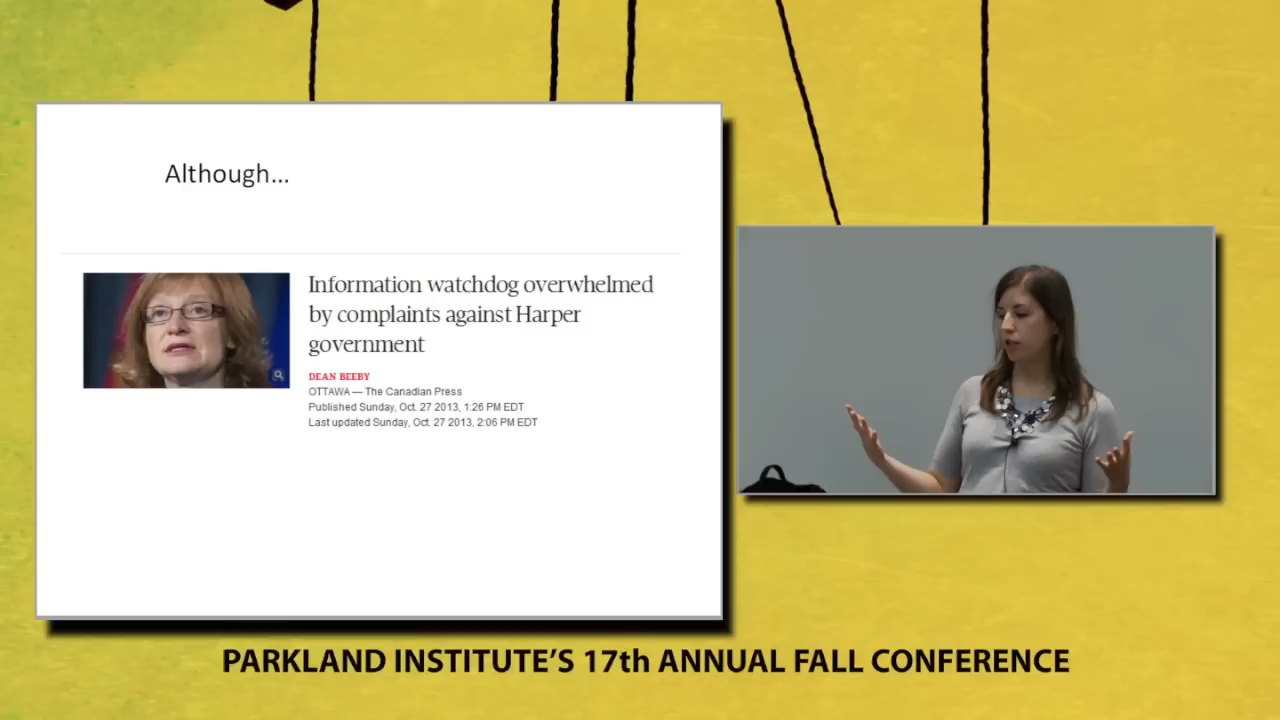 Although...
Information watchdog overwhelmed
by complaints against Harper
government
DEAN BEEBY
OTTAWA — The Canadian Press
Published Sunday, Oct. 27 2013, 1:26 PM EDT
Last updated Sunday, Oct. 27 2013, 2:06 PM EDT
PARKLAND INSTITUTE'S 17th ANNUAL FALL CONFERENCE